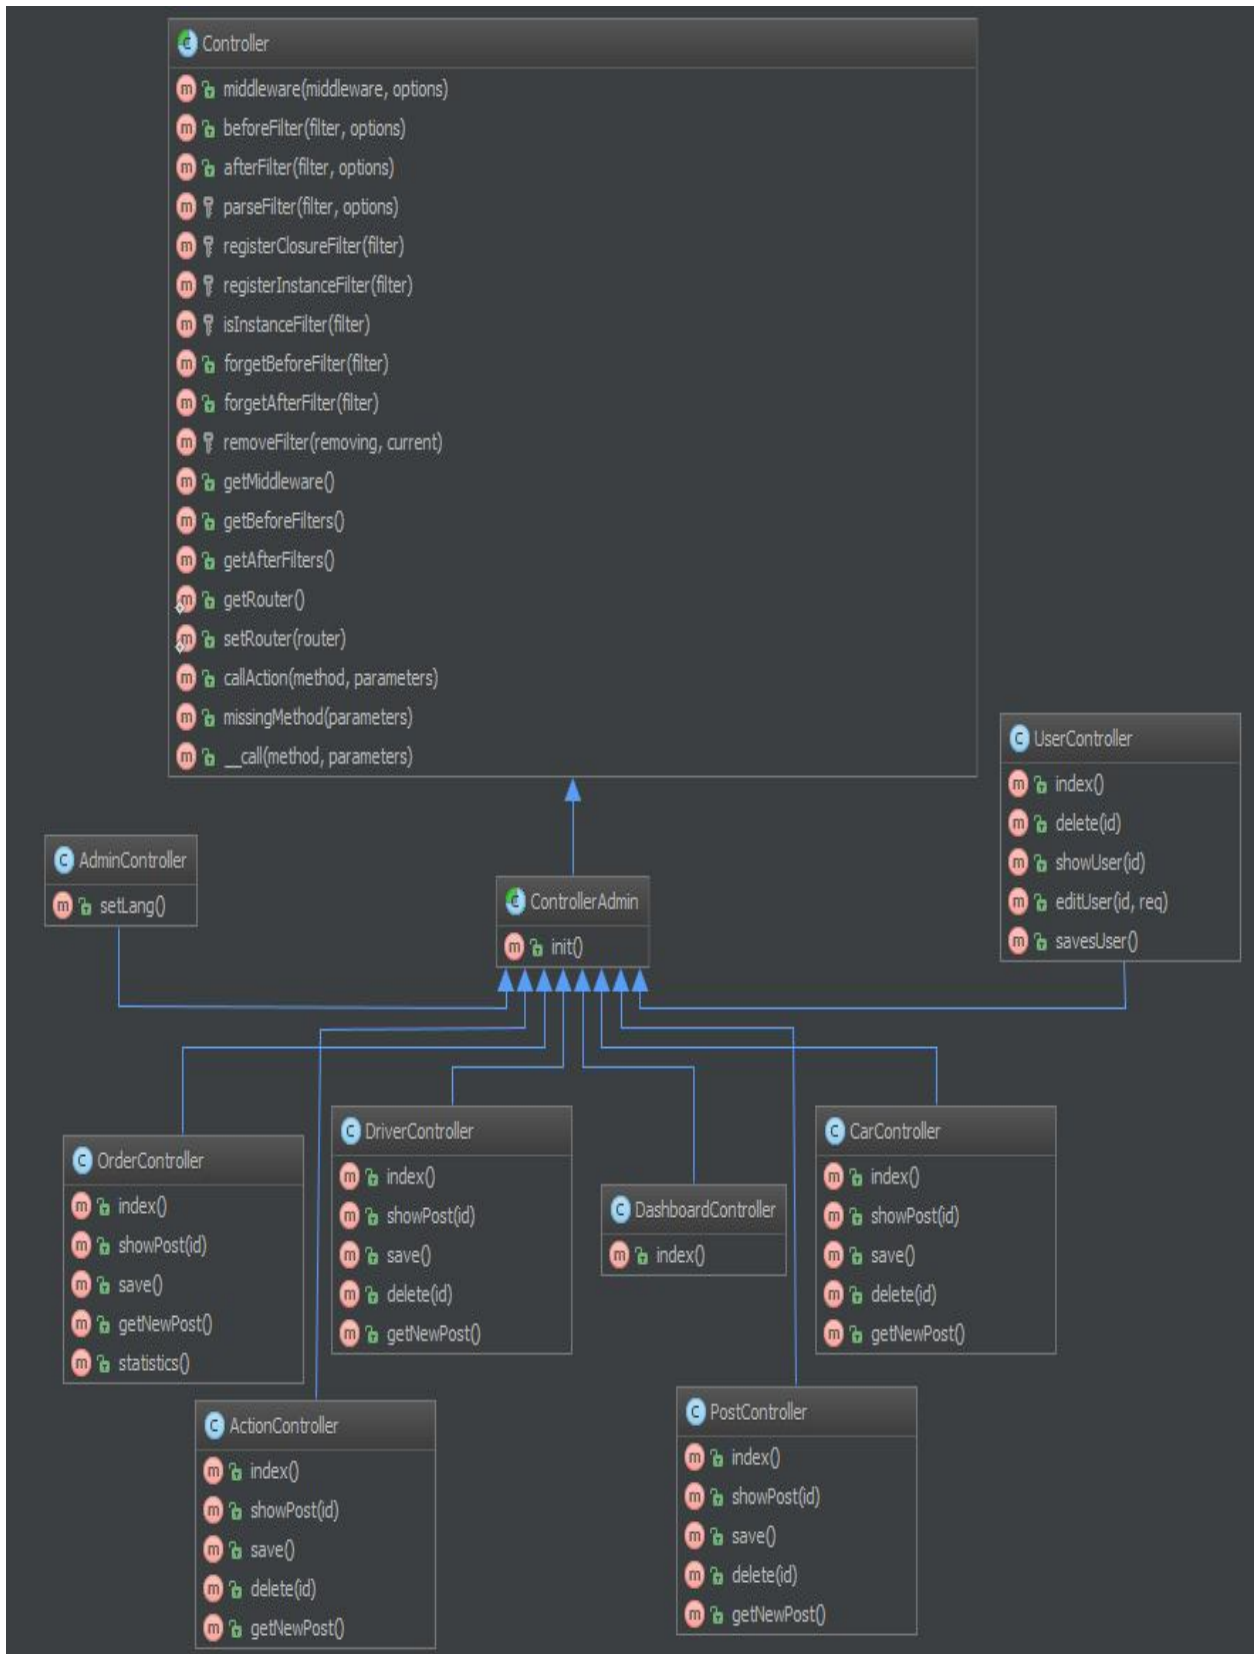 Controller
middleware(middleware, options)
beforeFilter(filter, options)
afterFilter(filter, options)
parseFilter(filter, options)
registerClosureFilter(filter)
registerInstanceFilter(filter)
isInstanceFilter(filter)
forgetBeforeFilter(filter)
forgetAfterFilter(filter)
removeFilter(removing, current)
getMiddleware()
getBeforeFilters()
getAfterFilters()
getRouter()
setRouter(router)
callAction(method, parameters)
missingMethod(parameters)
__call(method, parameters)
UserController
index()
delete(id)
showUser(id)
editUser(id, req)
savesUser()
AdminController
setLang()
ControllerAdmin
init()
OrderController
index()
showPost(id)
save()
getNewPost()
statistics()
DriverController
index()
showPost(id)
save()
delete(id)
getNewPost()
DashboardController
index()
CarController
index()
showPost(id)
save()
delete(id)
getNewPost()
ActionController
index()
showPost(id)
save()
delete(id)
getNewPost()
PostController
index()
showPost(id)
save()
delete(id)
getNewPost()